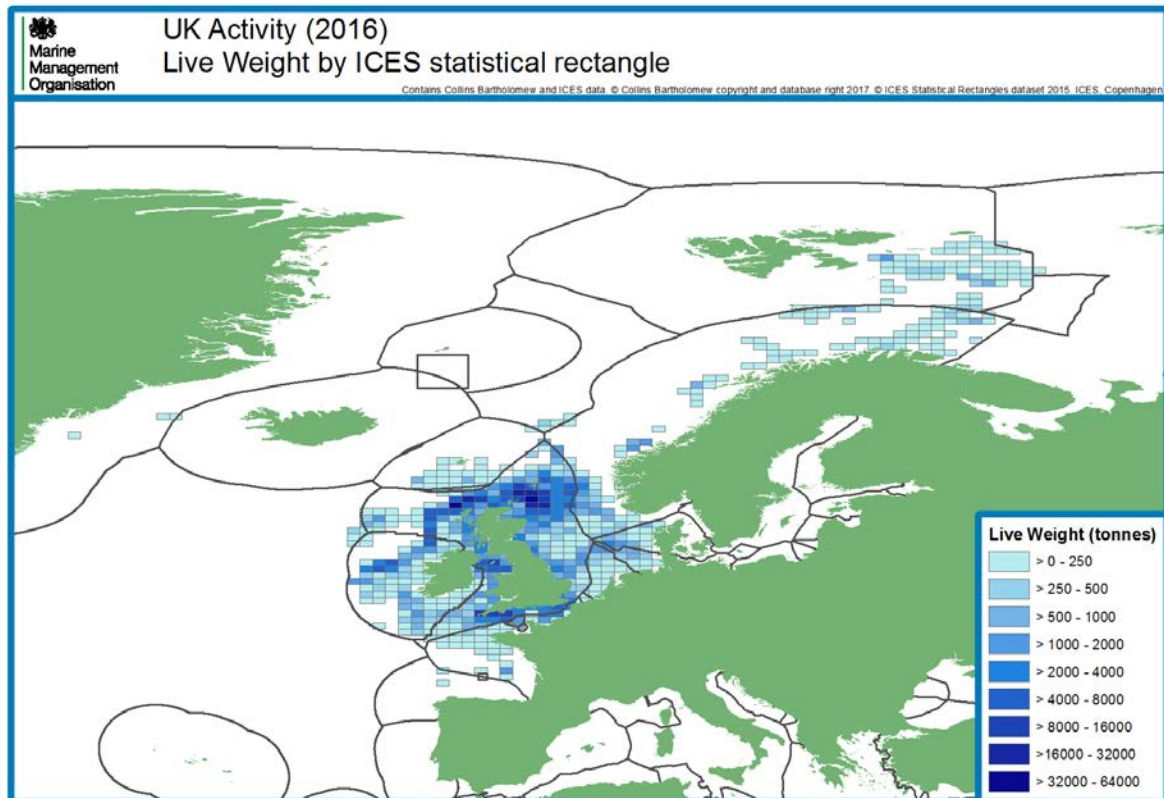 Marine
Management
Organisation
UK Activity (2016)
Live Weight by ICES statistical rectangle
Contains Collins Bartholomew and ICES data. © Collins Bartholomew copyright and database right 2017. © ICES Statistical Rectangles dataset 2015. ICES, Copenhagen
Live Weight (tonnes)
> 0 - 250
> 250 - 500
> 500 - 1000
> 1000 - 2000
> 2000 - 4000
> 4000 - 8000
> 8000 - 16000
>16000 - 32000
> 32000 - 64000